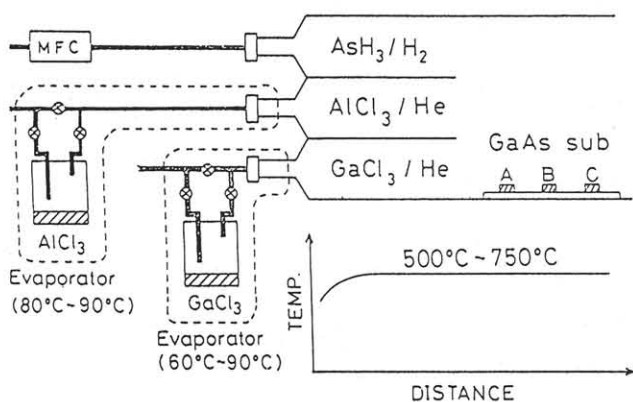 MFC
AsH3/H2
AlCl3/He
GaCl3/He
GaAs sub
A B C
AlCl3
Evaporator
(80°C~90°C)
GaCl3
Evaporator
(60°C~90°C)
500°C~750°C
TEMP.
DISTANCE